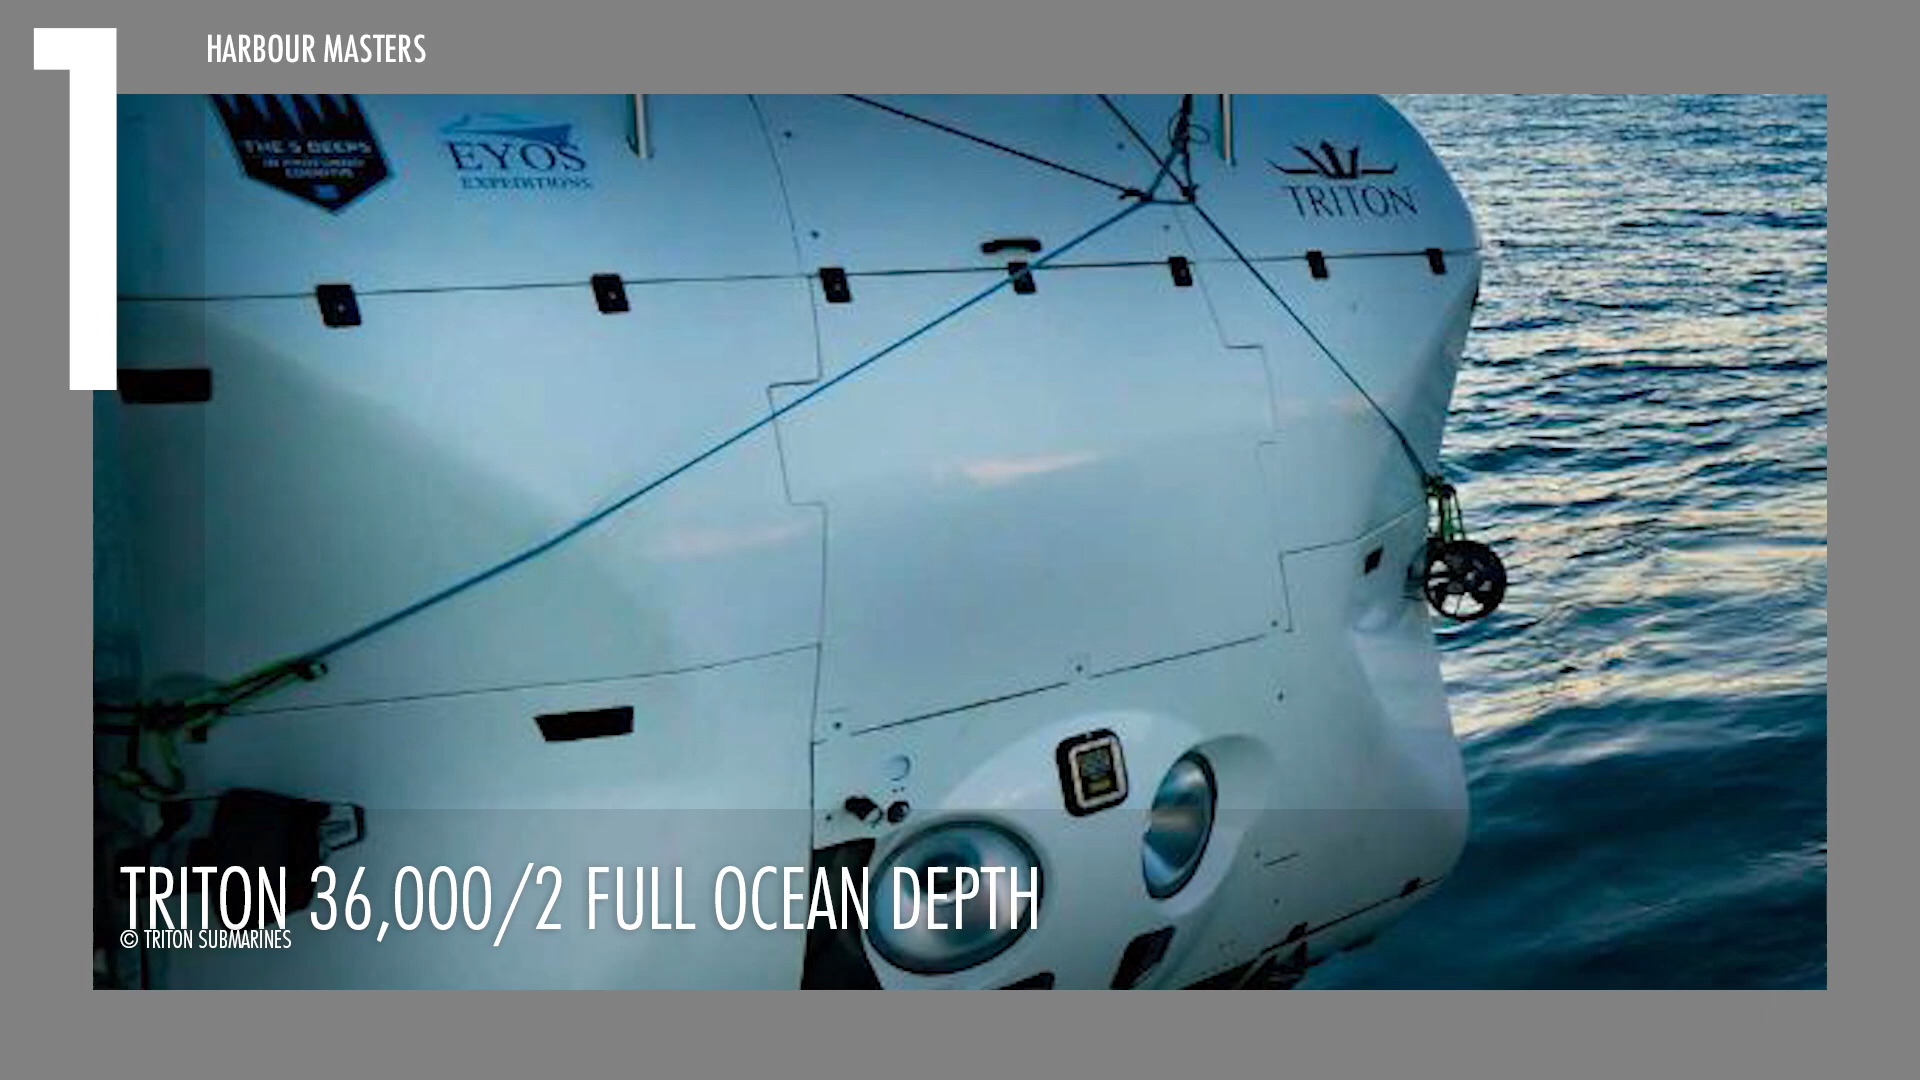 1
HARBOUR MASTERS
THE 5 DEEPS
EYOS
EXPEDITIONS
TRITON
TRITON 36,000/2 FULL OCEAN DEPTH
© TRITON SUBMARINES